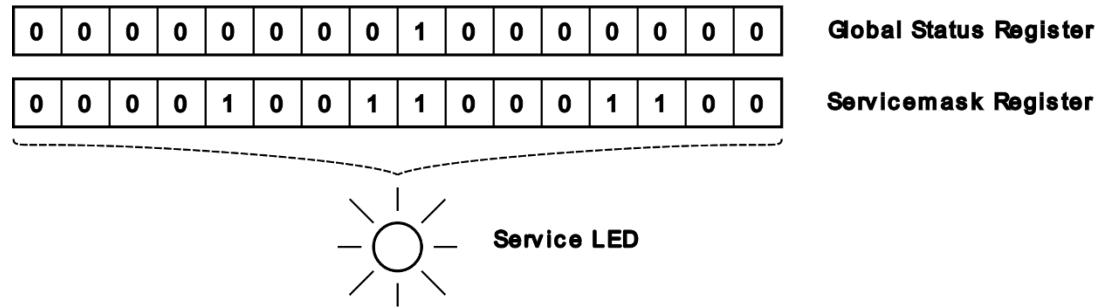 0 0 0 0 0 0 0 0 1 0 0 0 0 0 0 0 Global Status Register
0 0 0 0 1 0 0 1 1 0 0 0 1 1 0 0 Servicemask Register
Service LED